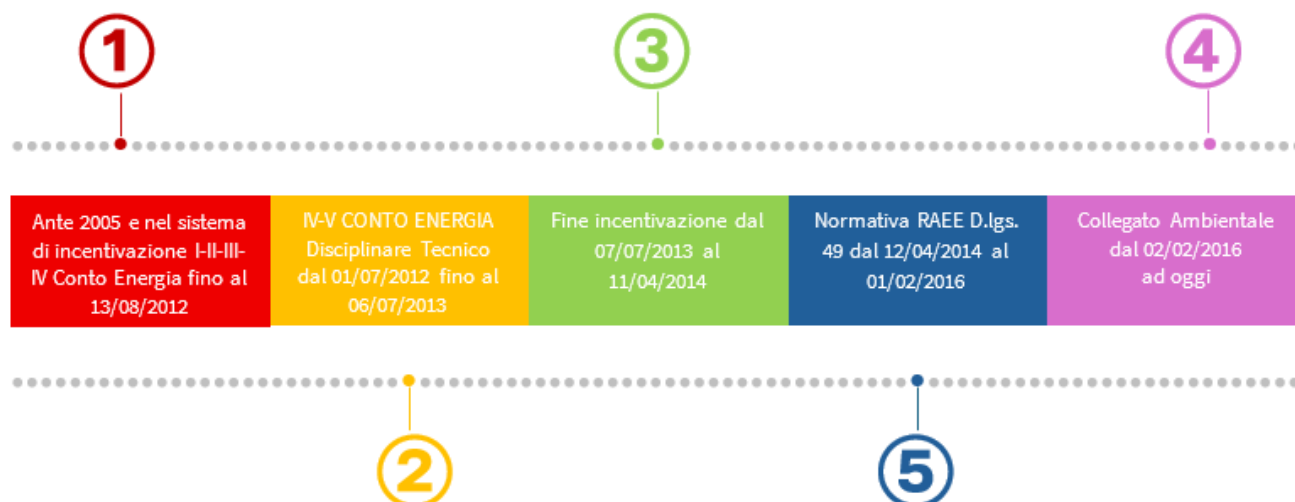 1
3
4
Ante 2005 e nel sistema
di incentivazione I-II-III-
IV Conto Energia fino al
13/08/2012
IV-V CONTO ENERGIA
Disciplinare Tecnico
dal 01/07/2012 fino al
06/07/2013
Fine incentivazione dal
07/07/2013 al
11/04/2014
Normativa RAEE D.lgs.
49 dal 12/04/2014 al
01/02/2016
Collegato Ambientale
dal 02/02/2016
ad oggi
2
5